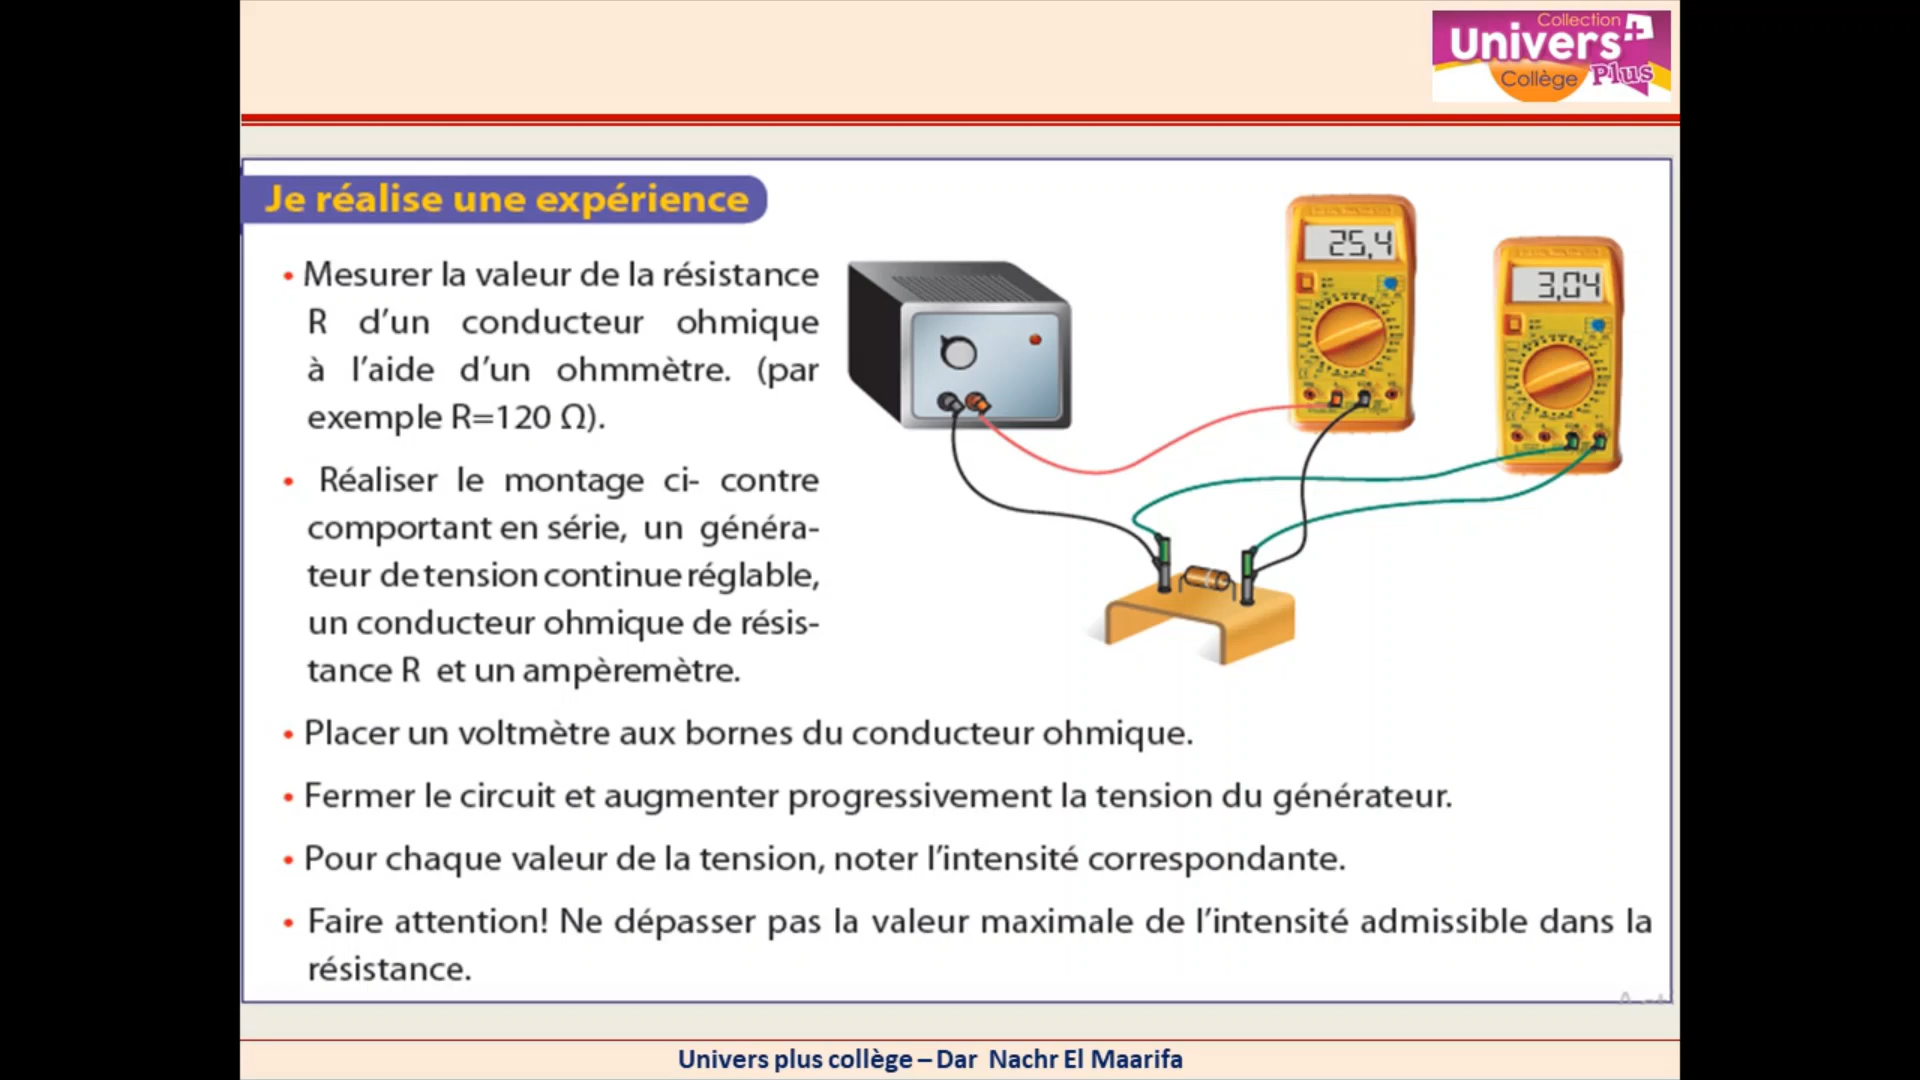 Collection
Univers+
Collège Plus
Je réalise une expérience
• Mesurer la valeur de la résistance
R d'un conducteur ohmique
à l'aide d'un ohmmètre. (par
exemple R=120 Ω).
• Réaliser le montage ci- contre
comportant en série, un généra-
teur de tension continue réglable,
un conducteur ohmique de résis-
tance R et un ampèremètre.
25,4
3,04
• Placer un voltmètre aux bornes du conducteur ohmique.
• Fermer le circuit et augmenter progressivement la tension du générateur.
• Pour chaque valeur de la tension, noter l'intensité correspondante.
• Faire attention! Ne dépasser pas la valeur maximale de l'intensité admissible dans la
résistance.
Univers plus collège – Dar Nachr El Maarifa